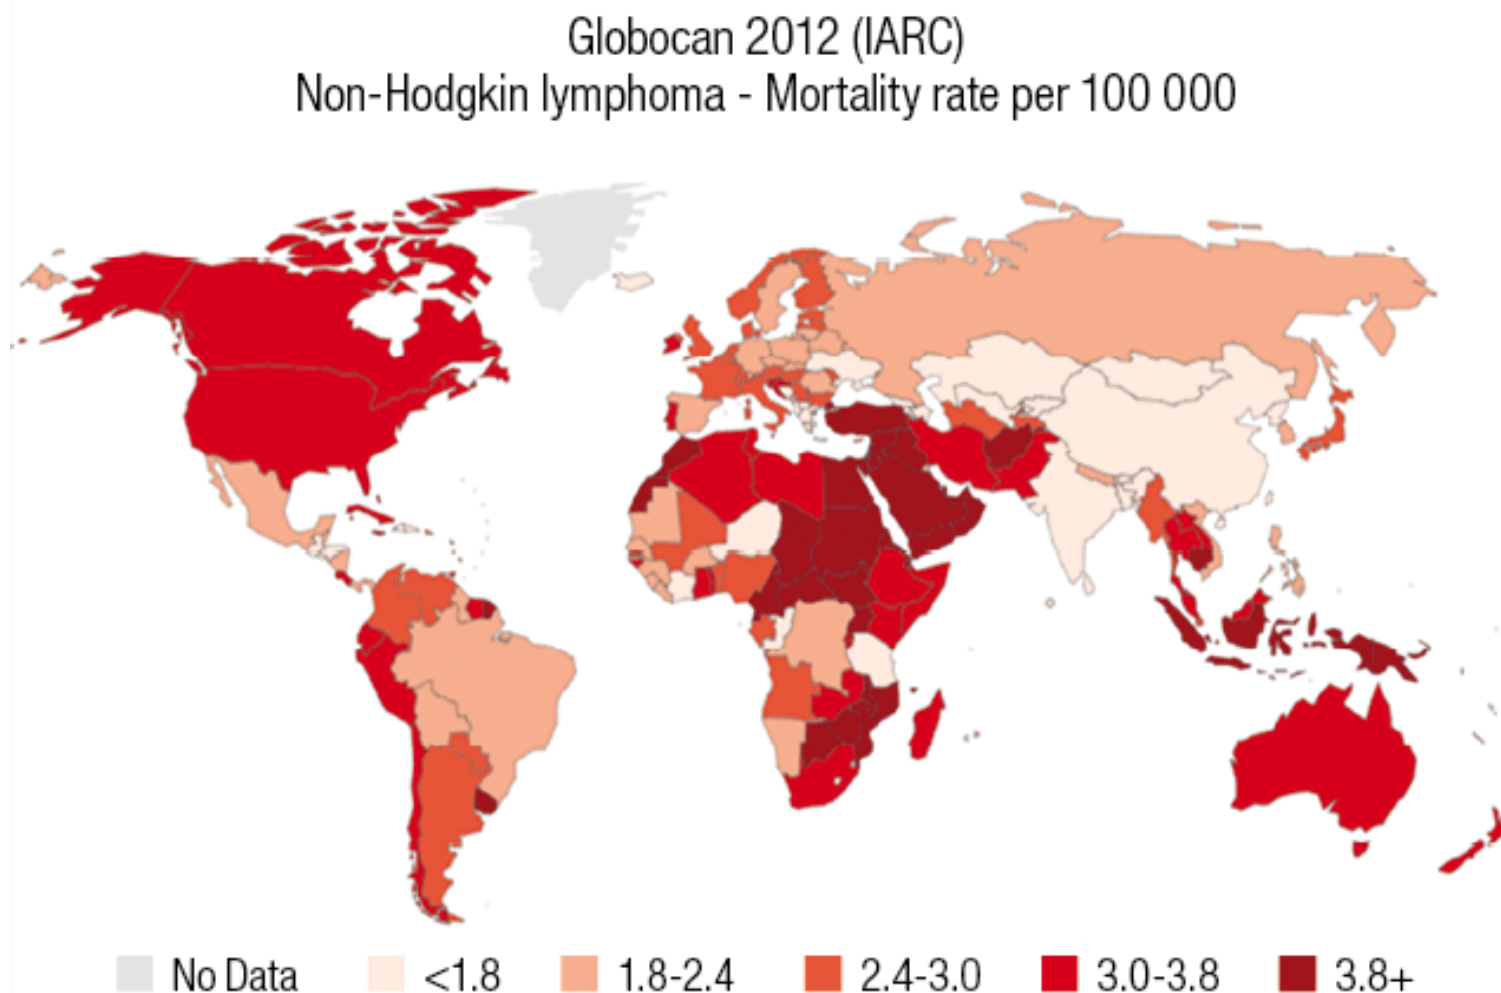 Globocan 2012 (IARC)
Non-Hodgkin lymphoma - Mortality rate per 100 000
No Data <1.8 1.8-2.4 2.4-3.0 3.0-3.8 3.8+